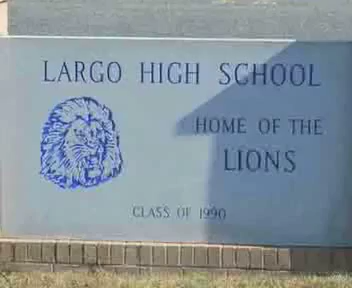 LARGO HIGH SCHOOL
HOME OF THE
LIONS
CLASS OF 1990